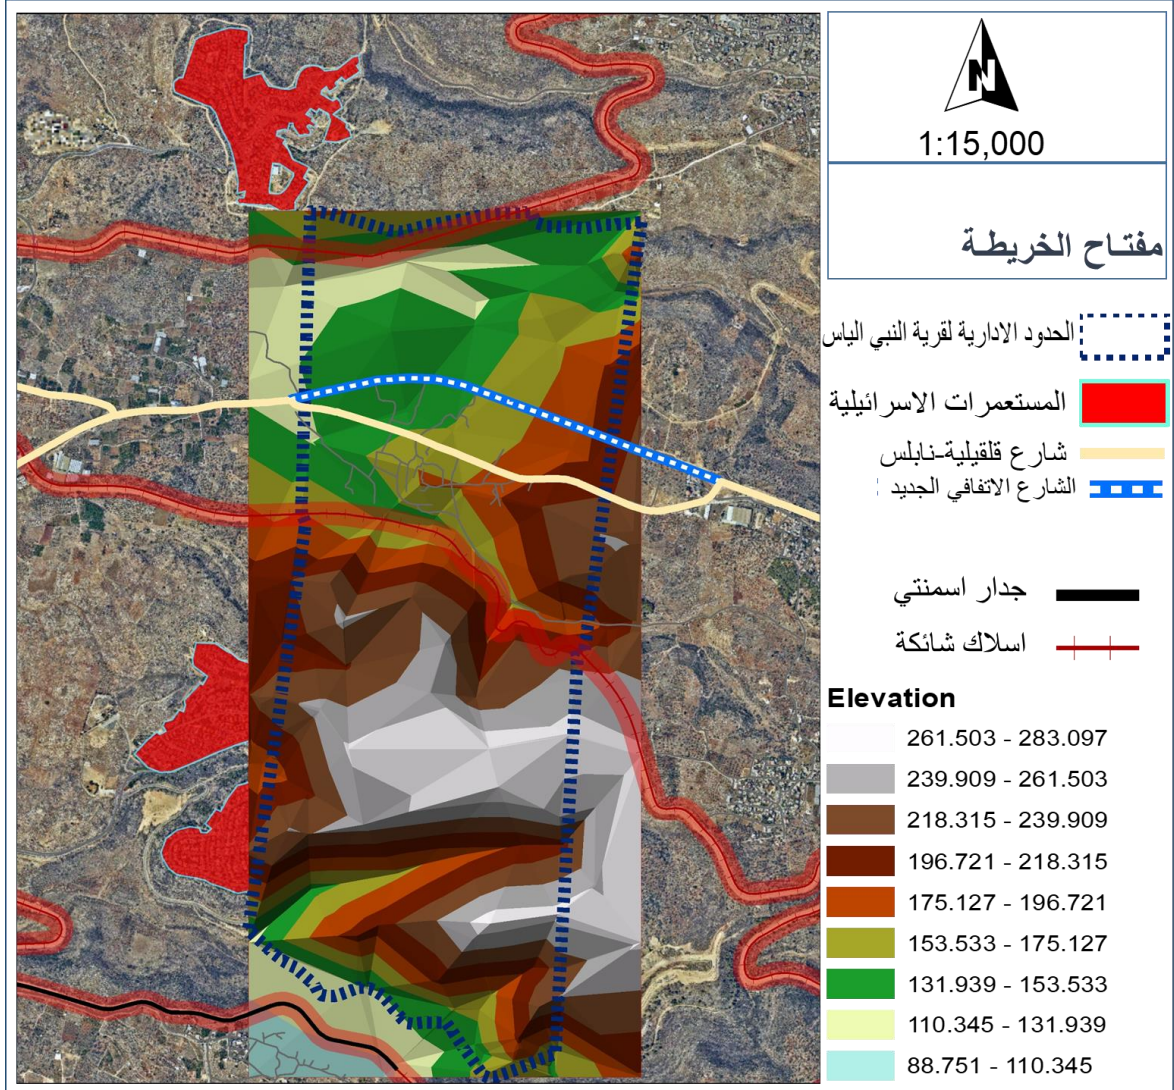 N
1:15,000
مفتاح الخريطة
الحدود الادارية لقرية النبي الياس
المستعمرات الاسرائيلية
شارع قلقيلية-نابلس
الشارع الاتفافي الجديد
جدار اسمنتي
اسلاك شائكة
Elevation
261.503 - 283.097
239.909 - 261.503
218.315 - 239.909
196.721 - 218.315
175.127 - 196.721
153.533 - 175.127
131.939 - 153.533
110.345 - 131.939
88.751 - 110.345